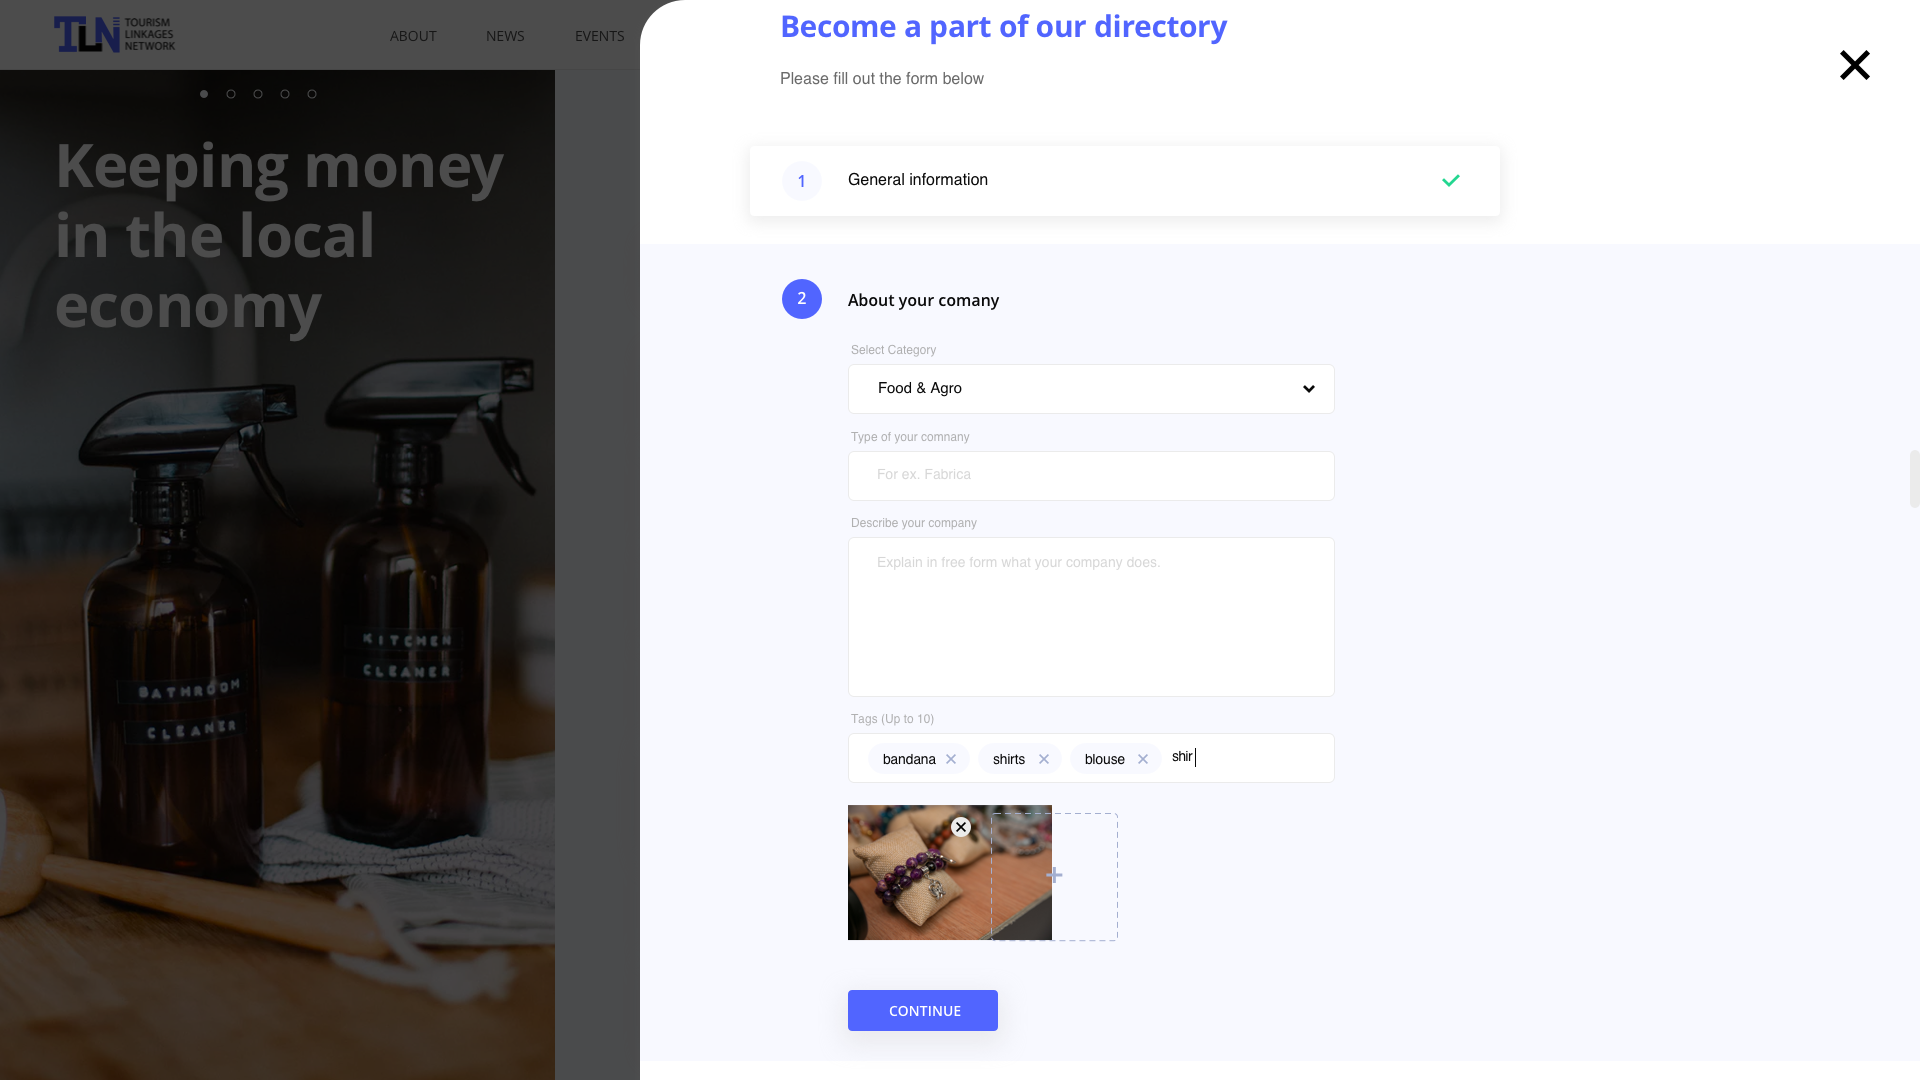 TLN TOURISM
LINKAGES
NETWORK
ABOUT NEWS EVENTS
Keeping money
in the local
economy
BATHROOM
CLEANER
KITCHEN
CLEANER
Become a part of our directory
Please fill out the form below
1 General information
2 About your comany
Select Category
Food & Agro
Type of your comnany
For ex. Fabrica
Describe your company
Explain in free form what your company does.
Tags (Up to 10)
bandana shirts blouse shir
CONTINUE